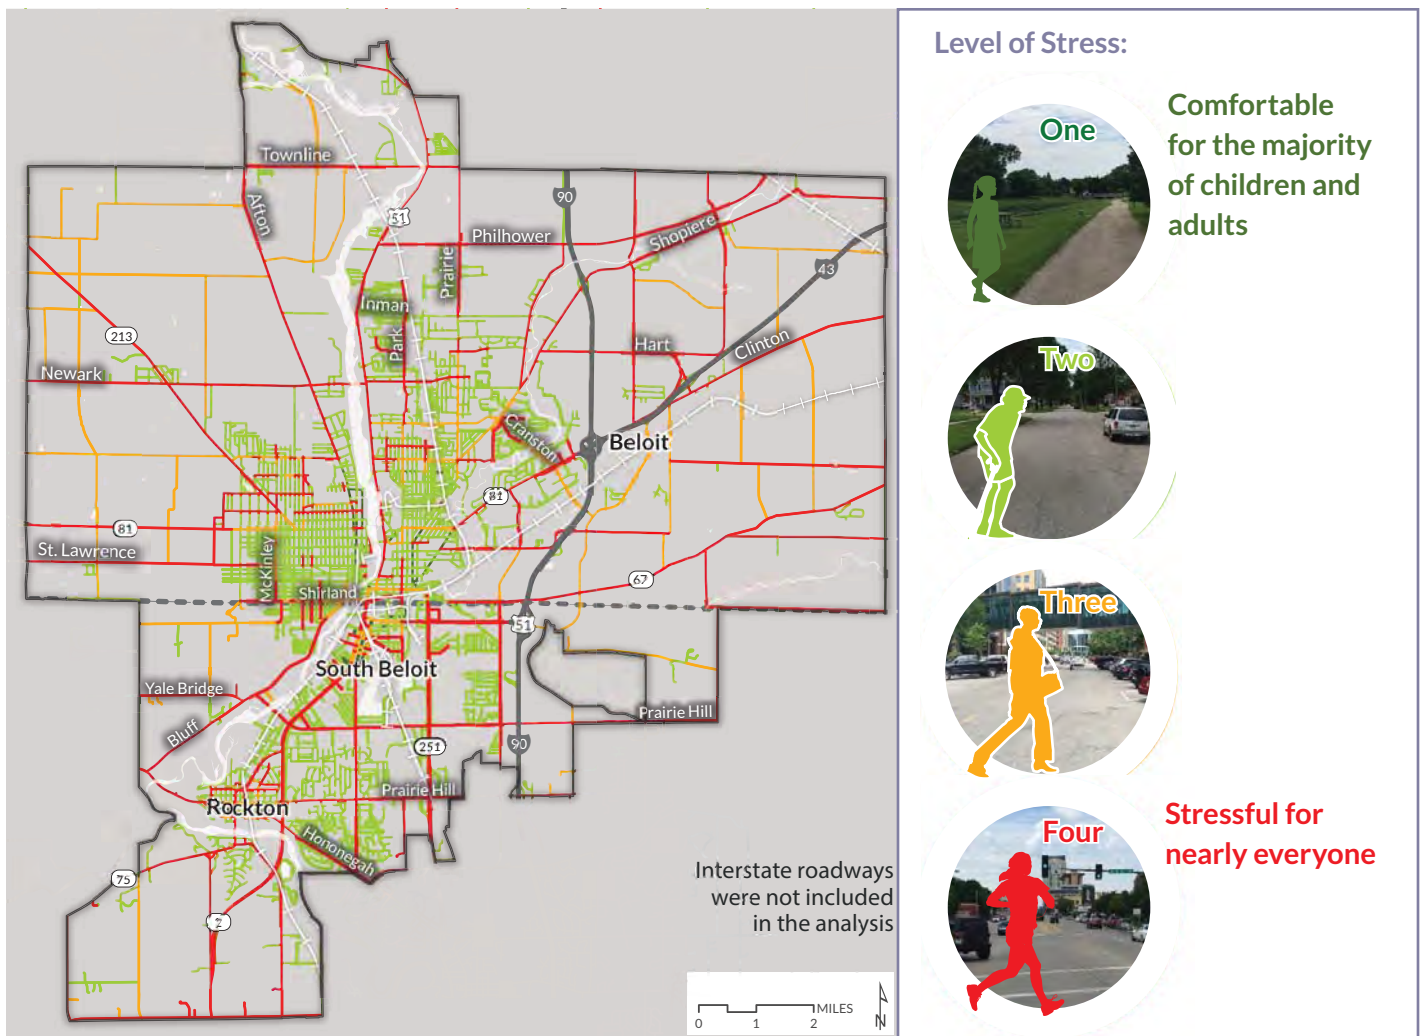 Townline
Afton
51
90
Philhower
Prairie
Shopiere
43
Inman
Park
213
Hart
Clinton
Newark
Cranston
Beloit
81
81
St. Lawrence
McKinley
Shirland
67
51
South Beloit
Yale Bridge
Bluff
Prairie Hill
251
90
Prairie Hill
Rockton
Hononegah
75
2
Interstate roadways
were not included
in the analysis
MILES
0 1 2
N
Level of Stress:
One
Comfortable
for the majority
of children and
adults
Two
Three
Four
Stressful for
nearly everyone